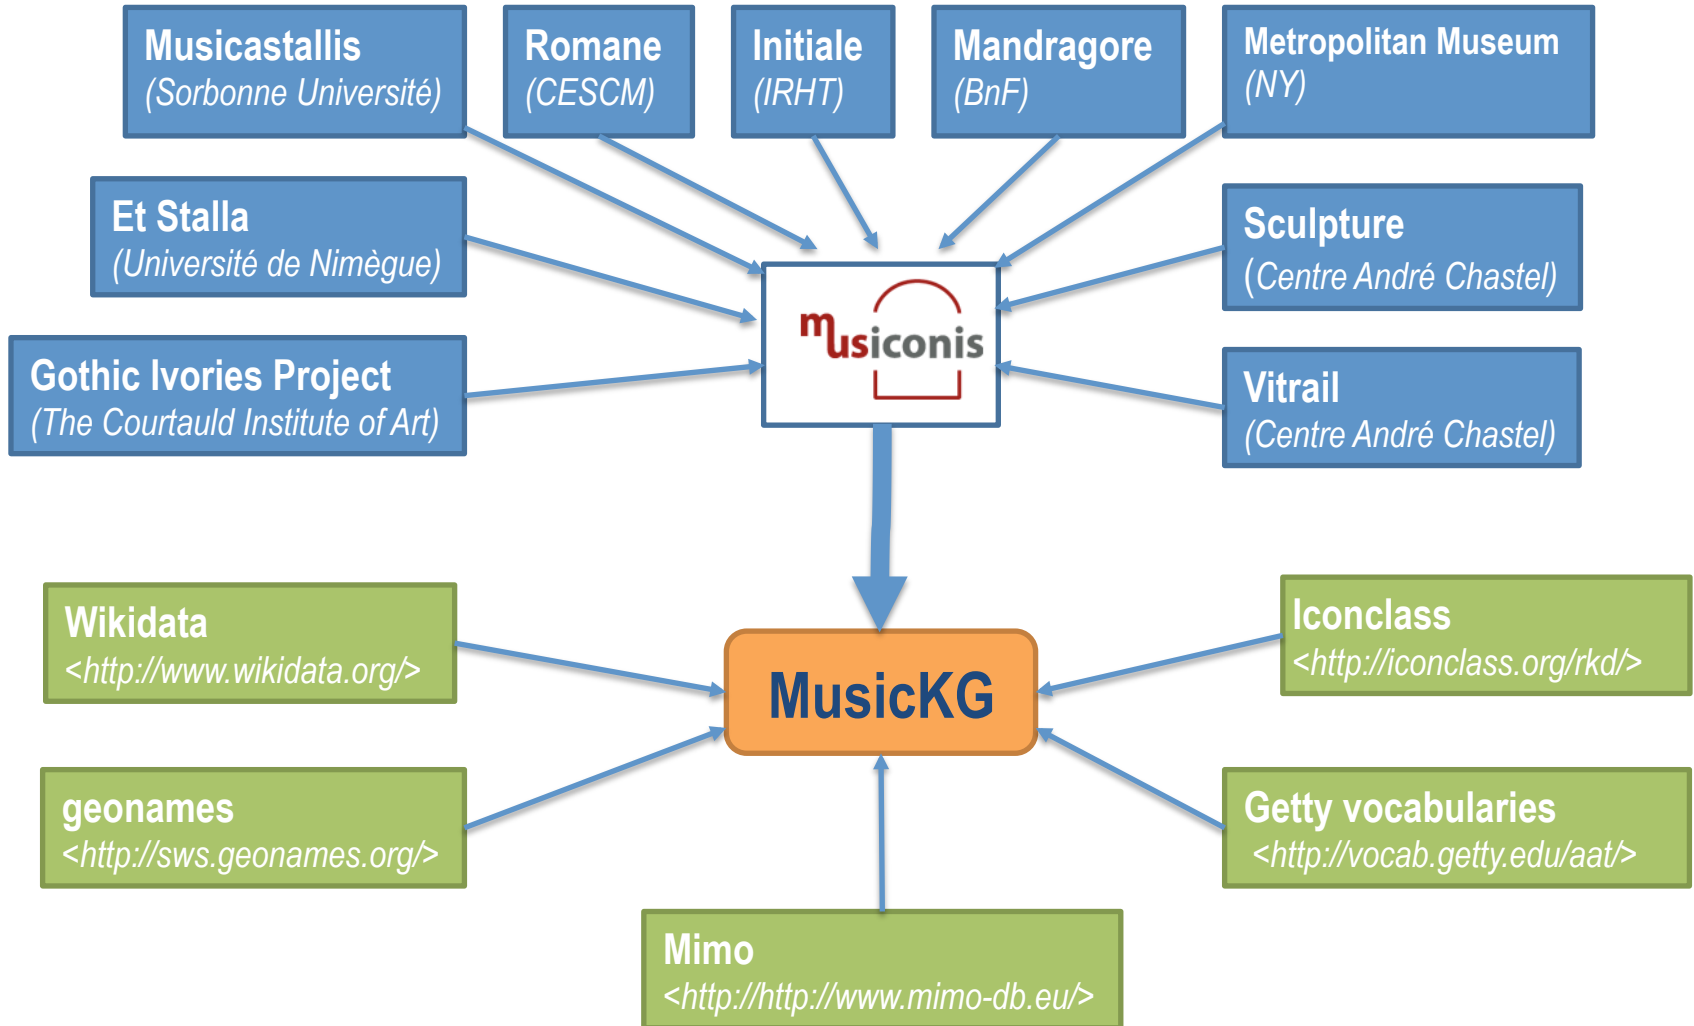 Musicastallis
(Sorbonne Université)
Romane
(CESCM)
Initiale
(IRHT)
Mandragore
(BnF)
Metropolitan Museum
(NY)
Et Stalla
(Université de Nimègue)
Sculpture
(Centre André Chastel)
musiconis
Gothic Ivories Project
(The Courtauld Institute of Art)
Vitrail
(Centre André Chastel)
Wikidata
<http://www.wikidata.org/>
Iconclass
<http://iconclass.org/rkd/>
MusicKG
geonames
<http://sws.geonames.org/>
Getty vocabularies
<http://vocab.getty.edu/aat/>
Mimo
<http://http://www.mimo-db.eu/>